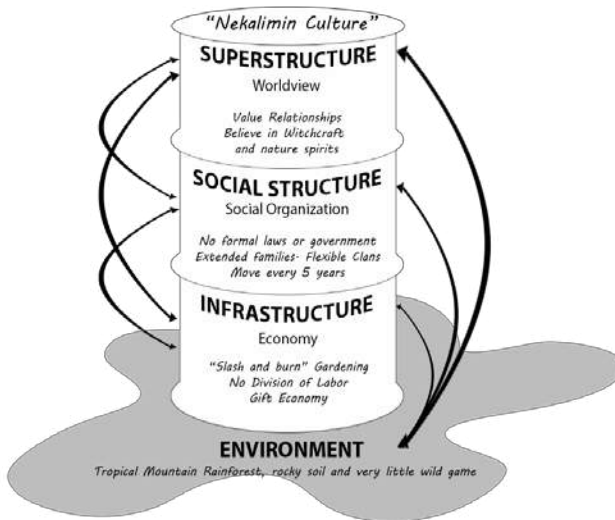 “Nekalimin Culture”
SUPERSTRUCTURE
Worldview
Value Relationships
Believe in Witchcraft
and nature spirits
SOCIAL STRUCTURE
Social Organization
No formal laws or government
Extended families- Flexible Clans
Move every 5 years
INFRASTRUCTURE
Economy
“Slash and burn” Gardening
No Division of Labor
Gift Economy
ENVIRONMENT
Tropical Mountain Rainforest, rocky soil and very little wild game